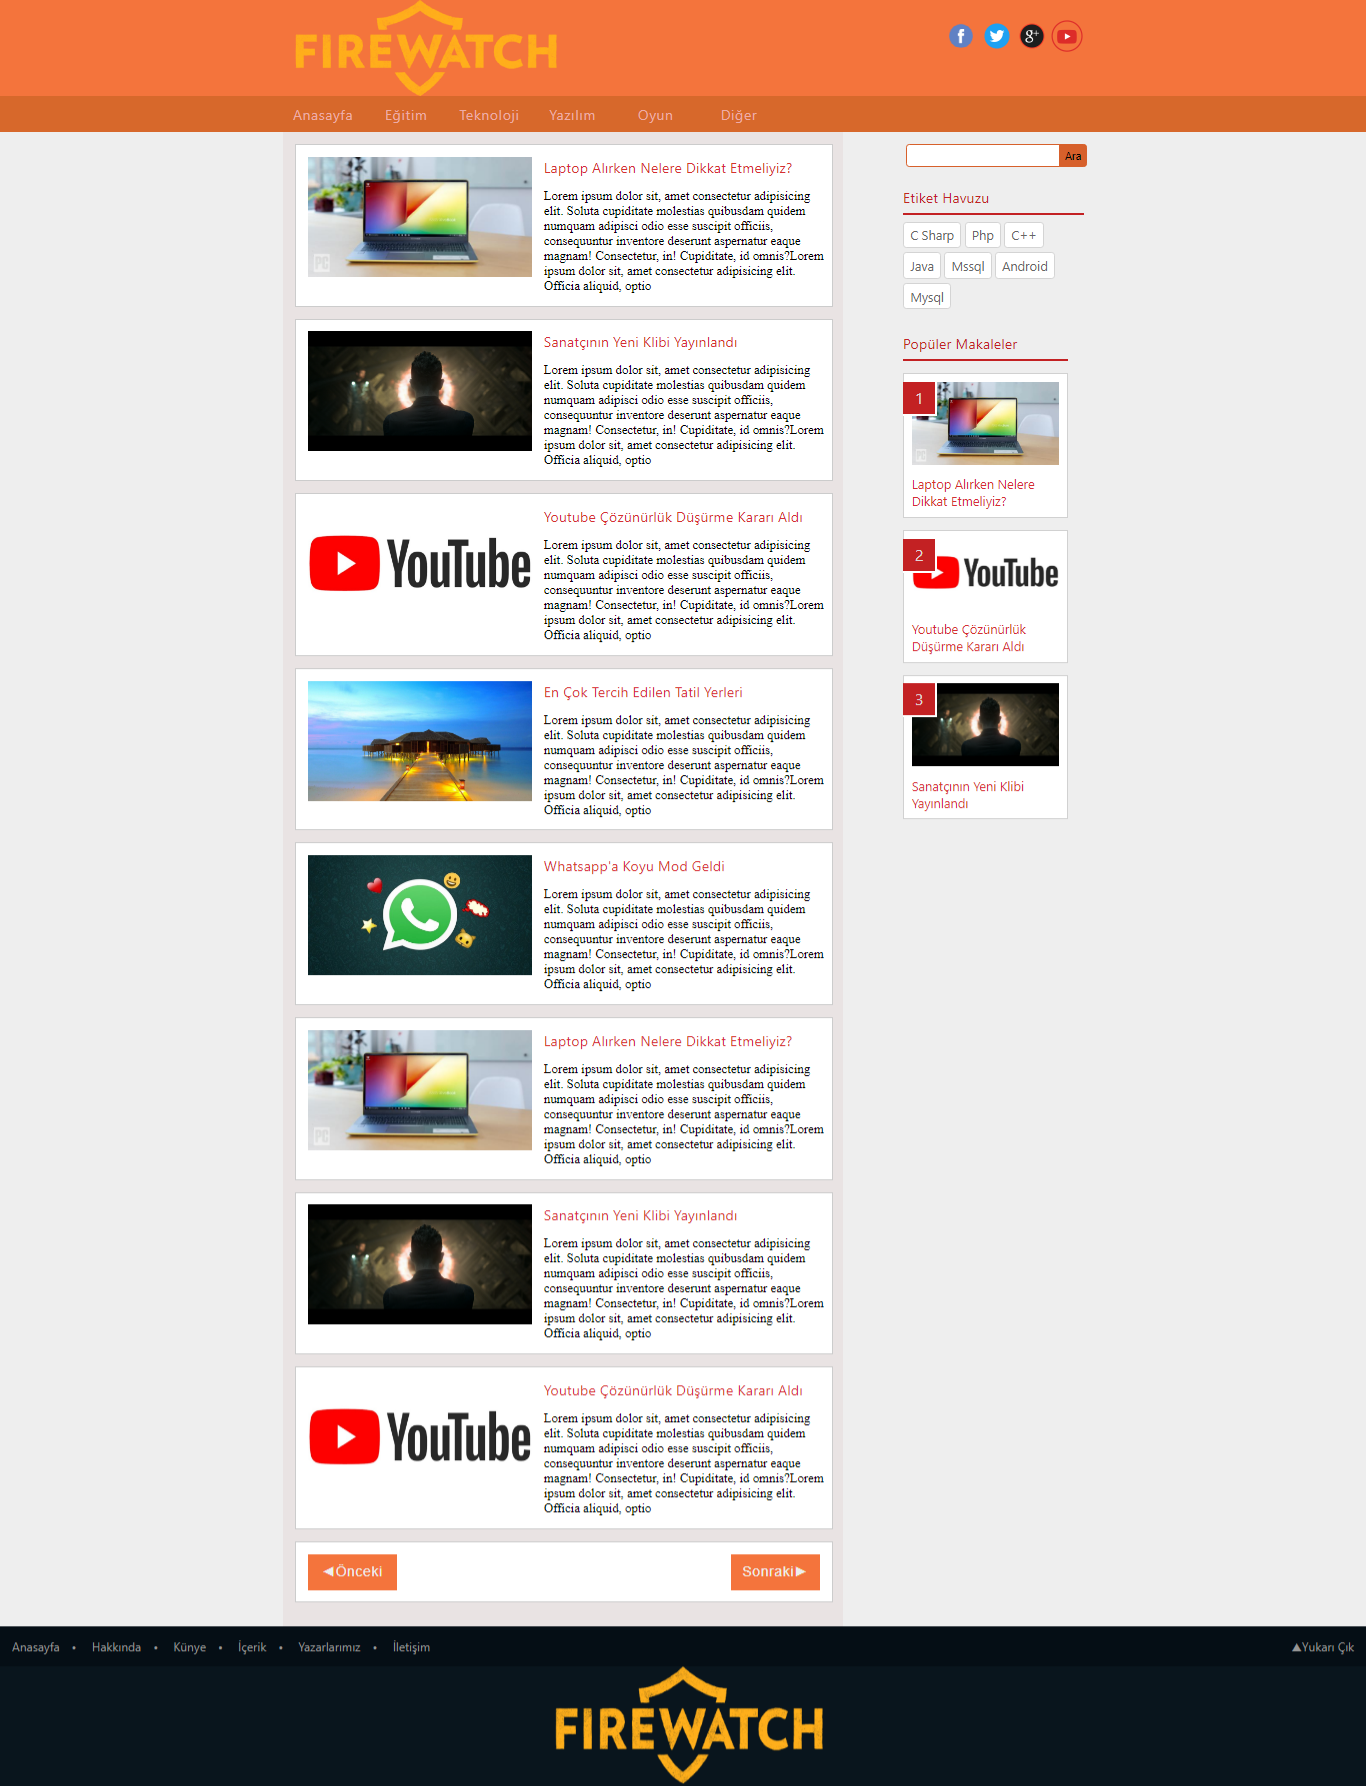 FIREWATCH
Anasayfa Eğitim Teknoloji Yazılım Oyun Diğer
Laptop Alırken Nelere Dikkat Etmeliyiz?
Lorem ipsum dolor sit, amet consectetur adipisicing
elit. Soluta cupiditate molestias quibusdam quidem
numquam adipisci odio esse suscipit officiis,
consequuntur inventore deserunt aspernatur eaque
magnam! Consectetur, in! Cupiditate, id omnis?Lorem
ipsum dolor sit, amet consectetur adipisicing elit.
Officia aliquid, optio
Sanatçının Yeni Klibi Yayınlandı
Lorem ipsum dolor sit, amet consectetur adipisicing
elit. Soluta cupiditate molestias quibusdam quidem
numquam adipisci odio esse suscipit officiis,
consequuntur inventore deserunt aspernatur eaque
magnam! Consectetur, in! Cupiditate, id omnis?Lorem
ipsum dolor sit, amet consectetur adipisicing elit.
Officia aliquid, optio
YouTube
Youtube Çözünürlük Düşürme Kararı Aldı
Lorem ipsum dolor sit, amet consectetur adipisicing
elit. Soluta cupiditate molestias quibusdam quidem
numquam adipisci odio esse suscipit officiis,
consequuntur inventore deserunt aspernatur eaque
magnam! Consectetur, in! Cupiditate, id omnis?Lorem
ipsum dolor sit, amet consectetur adipisicing elit.
Officia aliquid, optio
En Çok Tercih Edilen Tatil Yerleri
Lorem ipsum dolor sit, amet consectetur adipisicing
elit. Soluta cupiditate molestias quibusdam quidem
numquam adipisci odio esse suscipit officiis,
consequuntur inventore deserunt aspernatur eaque
magnam! Consectetur, in! Cupiditate, id omnis?Lorem
ipsum dolor sit, amet consectetur adipisicing elit.
Officia aliquid, optio
Whatsapp'a Koyu Mod Geldi
Lorem ipsum dolor sit, amet consectetur adipisicing
elit. Soluta cupiditate molestias quibusdam quidem
numquam adipisci odio esse suscipit officiis,
consequuntur inventore deserunt aspernatur eaque
magnam! Consectetur, in! Cupiditate, id omnis?Lorem
ipsum dolor sit, amet consectetur adipisicing elit.
Officia aliquid, optio
Laptop Alırken Nelere Dikkat Etmeliyiz?
Lorem ipsum dolor sit, amet consectetur adipisicing
elit. Soluta cupiditate molestias quibusdam quidem
numquam adipisci odio esse suscipit officiis,
consequuntur inventore deserunt aspernatur eaque
magnam! Consectetur, in! Cupiditate, id omnis?Lorem
ipsum dolor sit, amet consectetur adipisicing elit.
Officia aliquid, optio
Sanatçının Yeni Klibi Yayınlandı
Lorem ipsum dolor sit, amet consectetur adipisicing
elit. Soluta cupiditate molestias quibusdam quidem
numquam adipisci odio esse suscipit officiis,
consequuntur inventore deserunt aspernatur eaque
magnam! Consectetur, in! Cupiditate, id omnis?Lorem
ipsum dolor sit, amet consectetur adipisicing elit.
Officia aliquid, optio
YouTube
Youtube Çözünürlük Düşürme Kararı Aldı
Lorem ipsum dolor sit, amet consectetur adipisicing
elit. Soluta cupiditate molestias quibusdam quidem
numquam adipisci odio esse suscipit officiis,
consequuntur inventore deserunt aspernatur eaque
magnam! Consectetur, in! Cupiditate, id omnis?Lorem
ipsum dolor sit, amet consectetur adipisicing elit.
Officia aliquid, optio
◄Önceki Sonraki►
Ara
Etiket Havuzu
C Sharp Php C++
Java Mssql Android
Mysql
Popüler Makaleler
1
Laptop Alırken Nelere
Dikkat Etmeliyiz?
2
YouTube
Youtube Çözünürlük
Düşürme Kararı Aldı
3
Sanatçının Yeni Klibi
Yayınlandı
Anasayfa • Hakkında • Künye • İçerik • Yazarlarımız • İletişim ▲Yukarı Çık
FIREWATCH